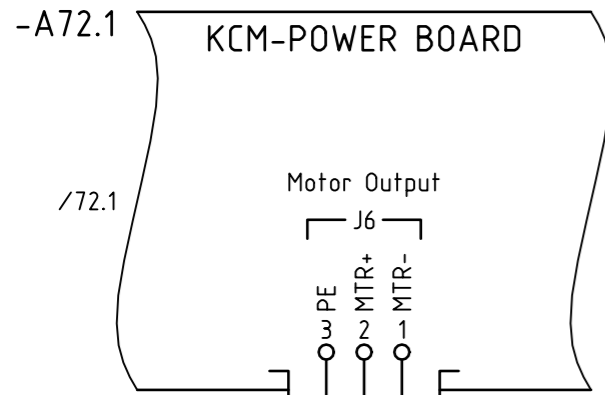 -A72.1
KCM-POWER BOARD
/72.1
Motor Output
J6
3 PE
2 MTR+
1 MTR-